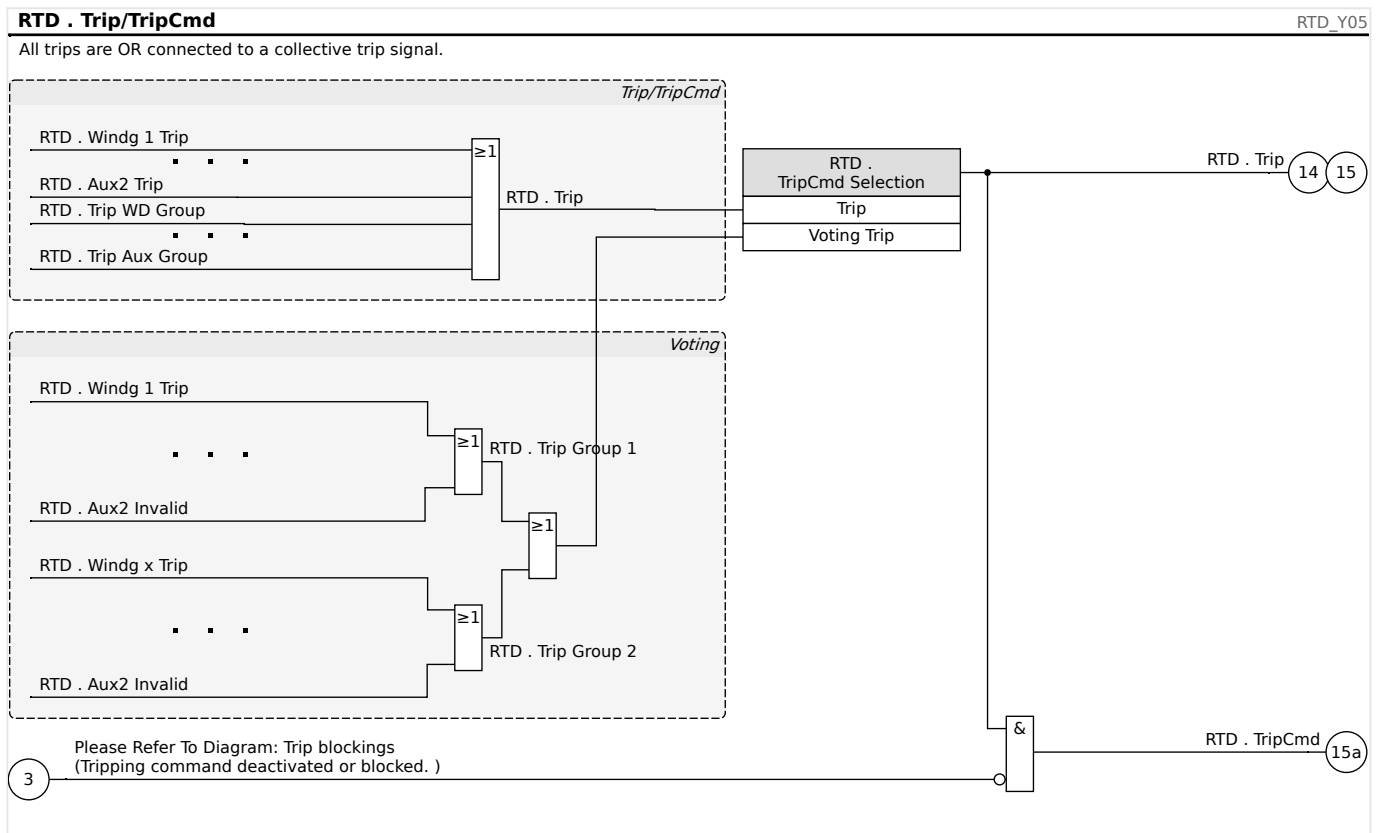 RTD . Trip/TripCmd
RTD_Y05
All trips are OR connected to a collective trip signal.
Trip/TripCmd
RTD . Windg 1 Trip
≥1
RTD . Aux2 Trip
RTD . Trip WD Group
RTD . Trip Aux Group
RTD . Trip
RTD .
TripCmd Selection
Trip
Voting Trip
RTD . Trip
14
15
Voting
RTD . Windg 1 Trip
≥1
RTD . Trip Group 1
RTD . Aux2 Invalid
≥1
RTD . Windg x Trip
≥1
RTD . Trip Group 2
RTD . Aux2 Invalid
Please Refer To Diagram: Trip blockings
(Tripping command deactivated or blocked. )
3
&
RTD . TripCmd
15a